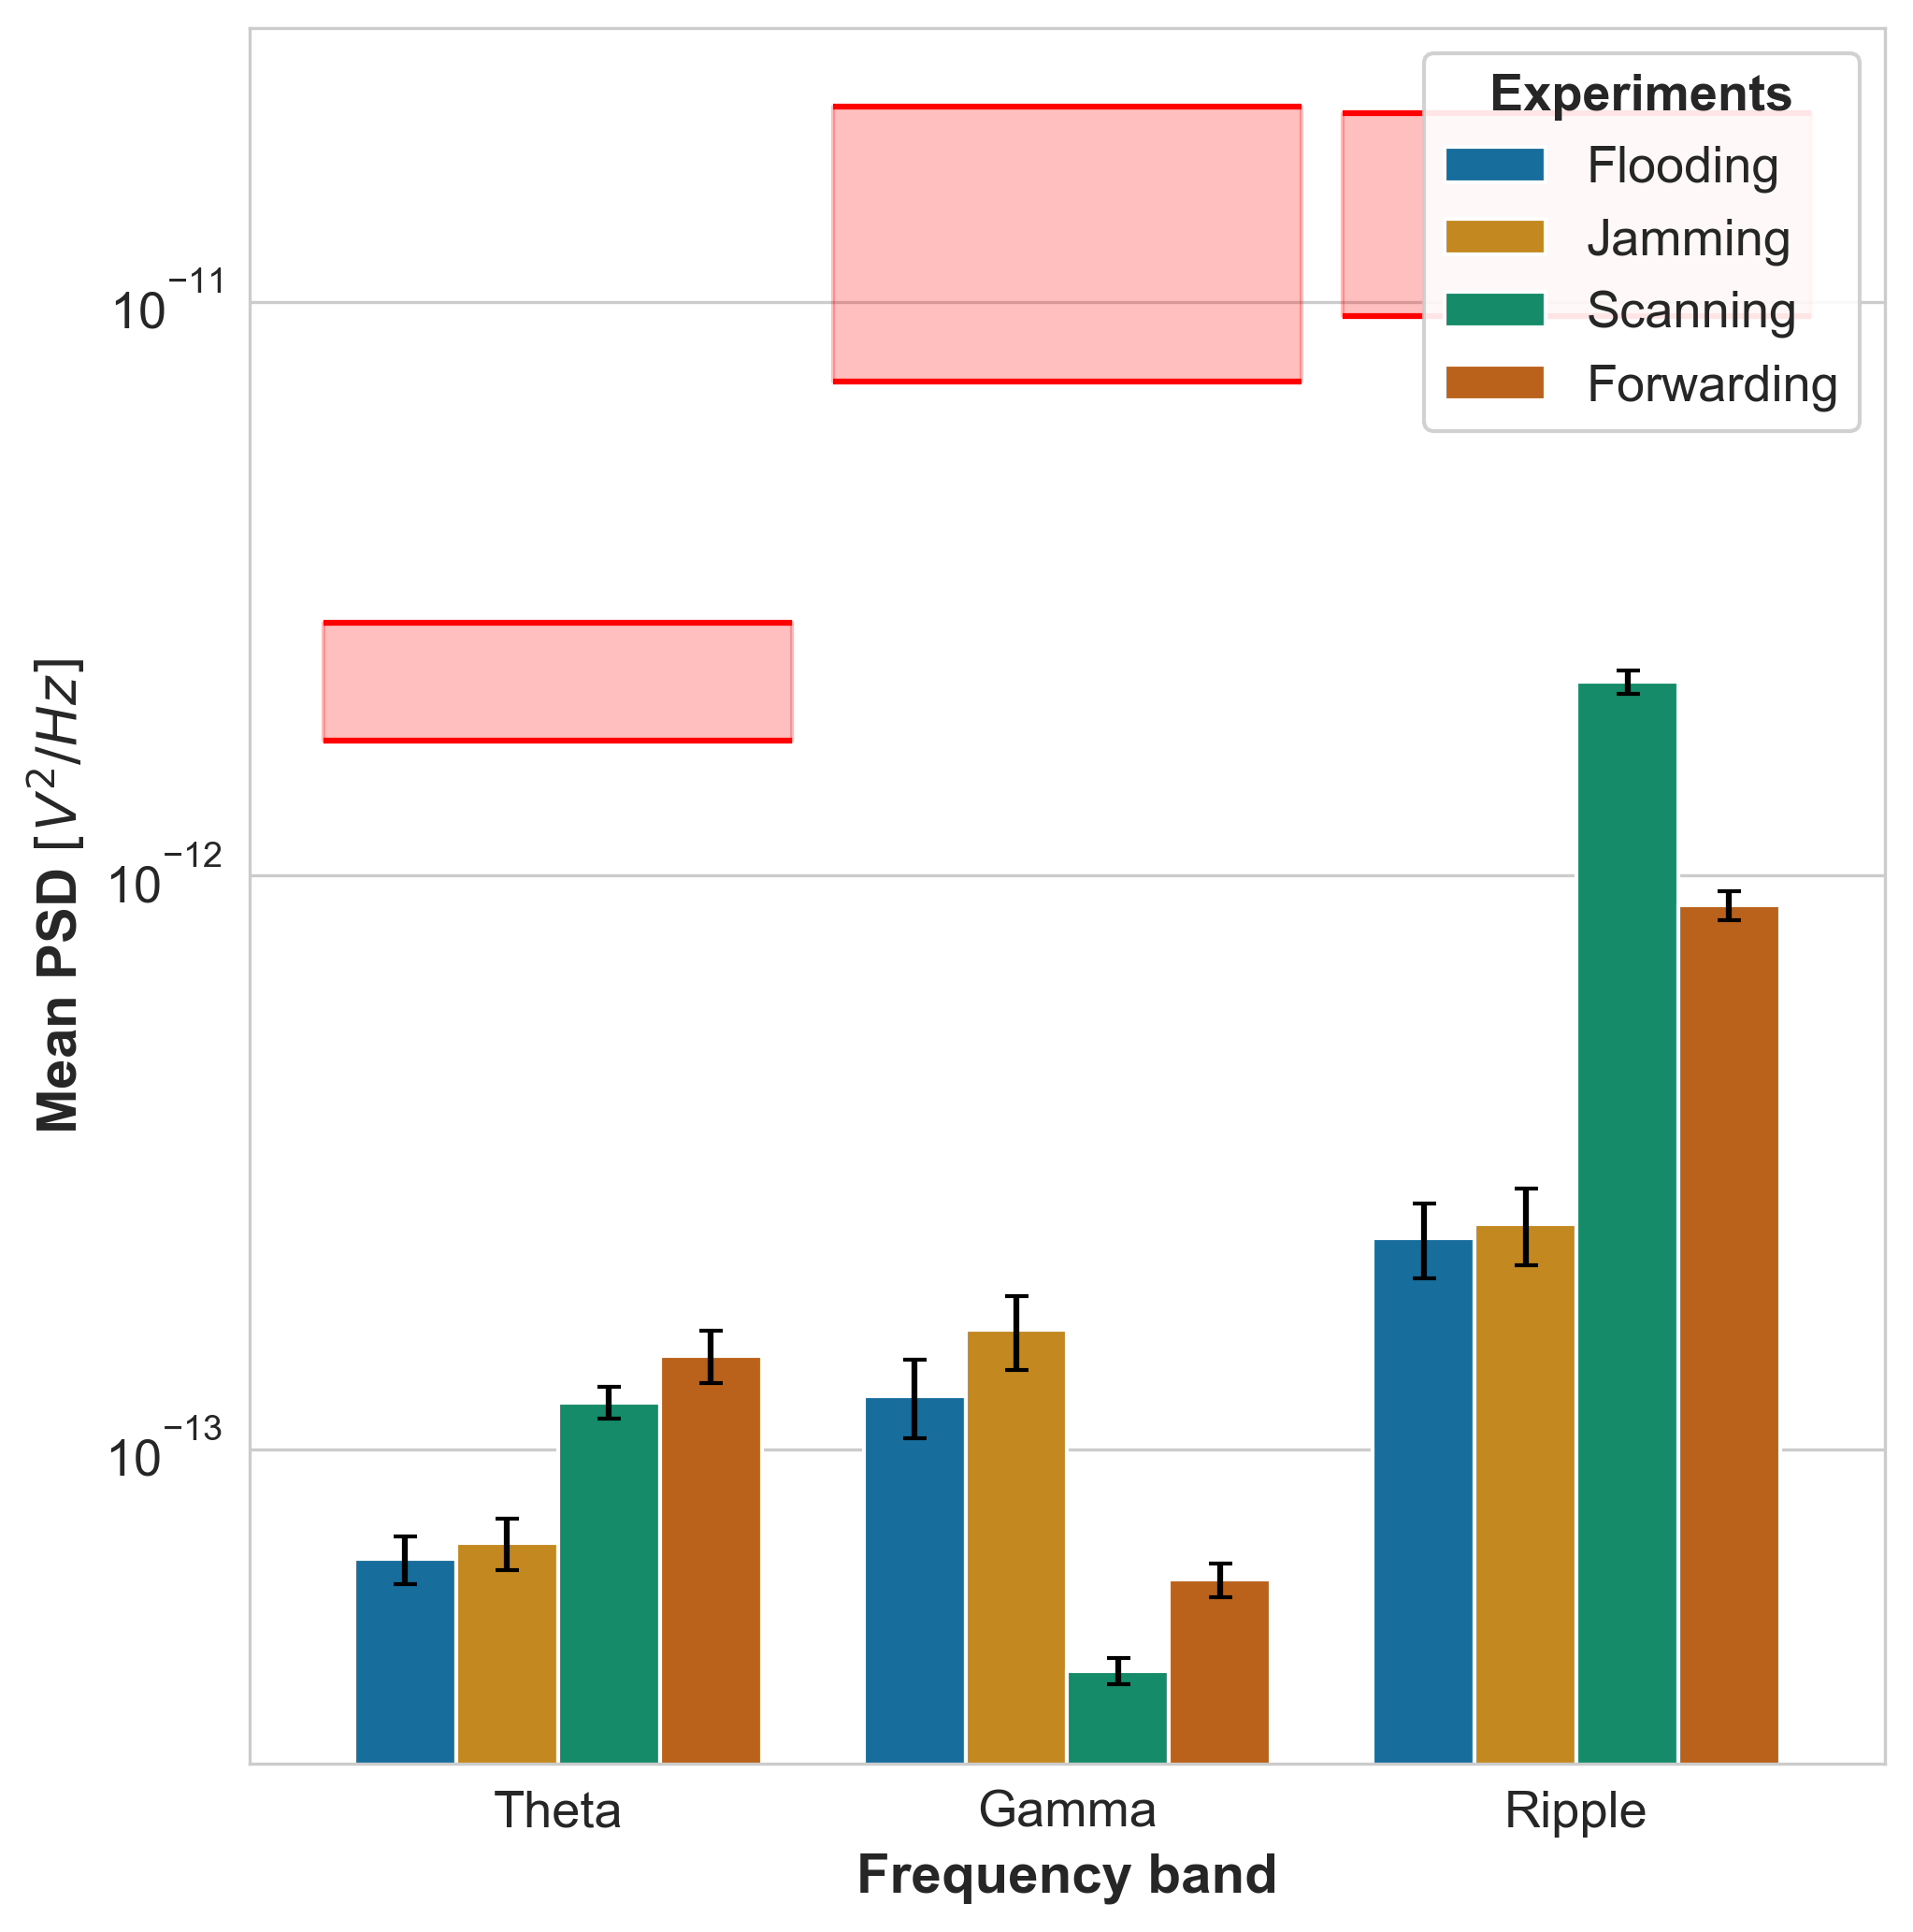 Experiments
Flooding
Jamming
Scanning
Forwarding
10⁻¹¹
10⁻¹²
10⁻¹³
Mean PSD [V²/Hz]
Theta Gamma Ripple
Frequency band